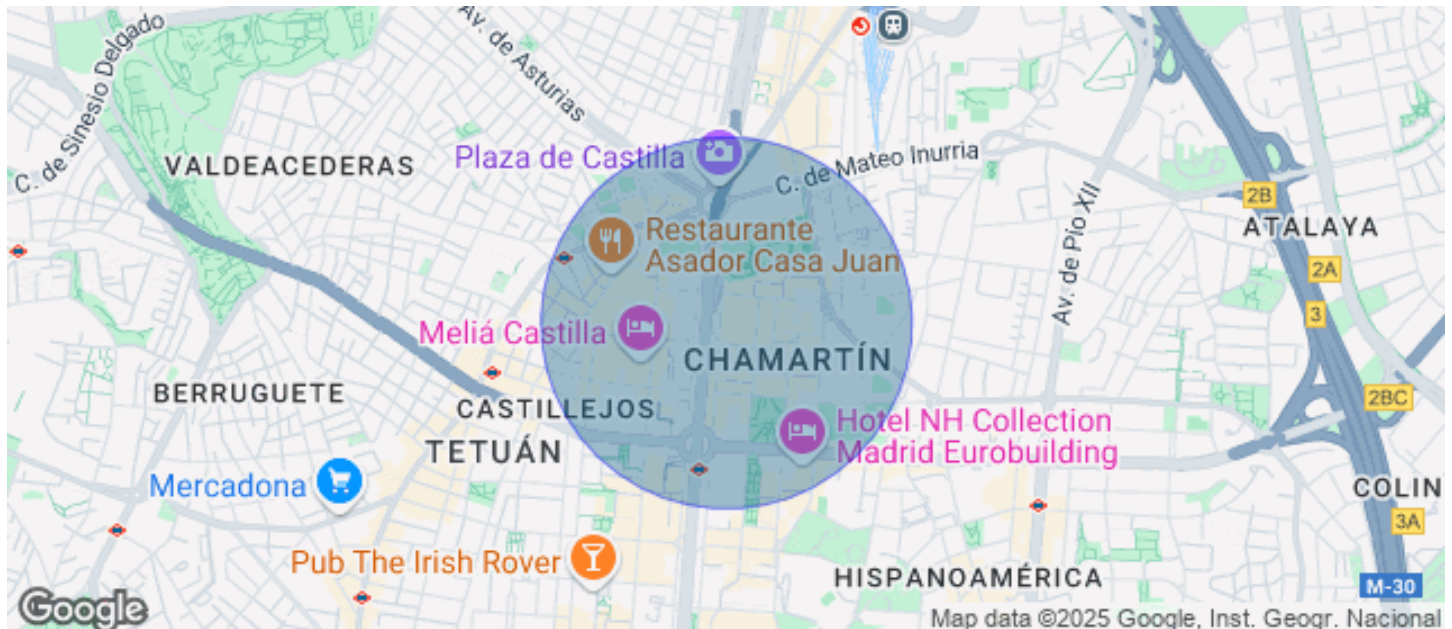 C. de Sinesio Delgado
Av. de Asturias
VALDEACEDERAS
Plaza de Castilla
C. de Mateo Inurria
Av. de Pío XII
2B
ATALAYA
2A
3
Restaurante
Asador Casa Juan
Meliá Castilla
CHAMARTÍN
BERRUGUETE
CASTILLEJOS
2BC
TETUÁN
Hotel NH Collection
Madrid Eurobuilding
Mercadona
COLIN
3A
Pub The Irish Rover
HISPANOAMÉRICA
M-30
Google
Map data ©2025 Google, Inst. Geogr. Nacional